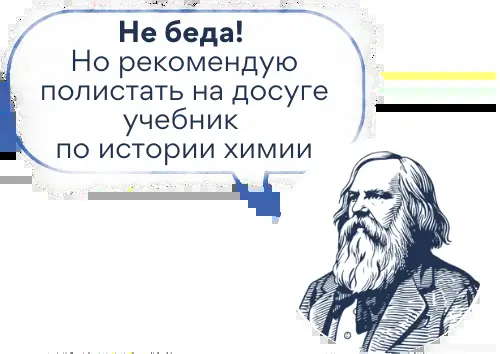 Не беда!
Но рекомендую
полистать на досуге
учебник
по истории химии
©